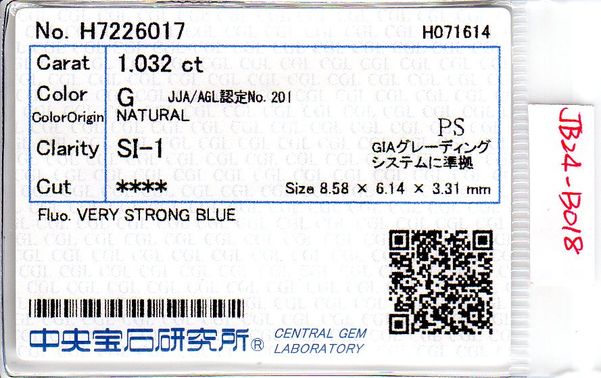 No. H7226017 H071614
Carat 1.032 ct
Color G JJA/AGL認定No. 201
ColorOrigin NATURAL
PS
Clarity SI-1 GIAグレーディング
システムに準拠
Cut **** Size 8.58 × 6.14 × 3.31 mm
Fluo. VERY STRONG BLUE
中央宝石研究所® CENTRAL GEM
LABORATORY
JB24-B018